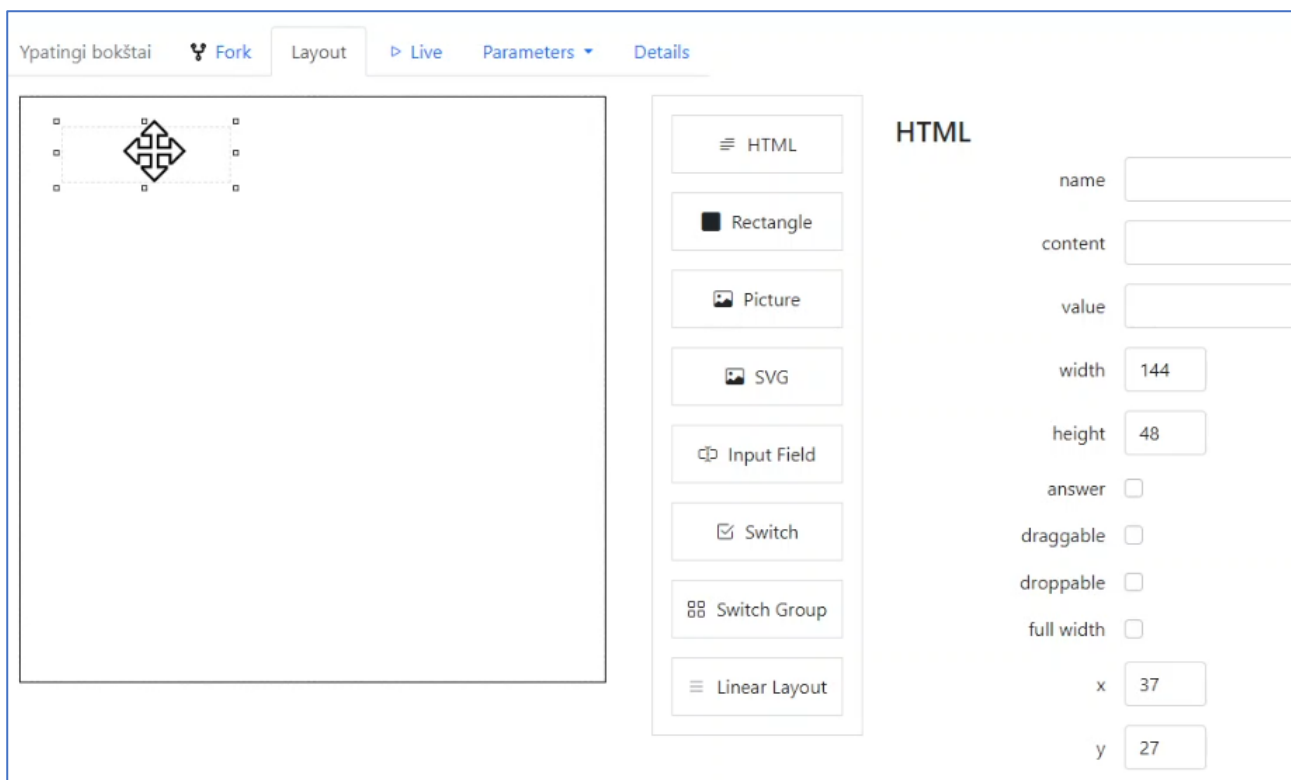 Ypatingi bokštai Fork Layout Live Parameters Details
HTML
Rectangle
Picture
SVG
Input Field
Switch
Switch Group
Linear Layout
HTML
name
content
value
width 144
height 48
answer
draggable
droppable
full width
x 37
y 27